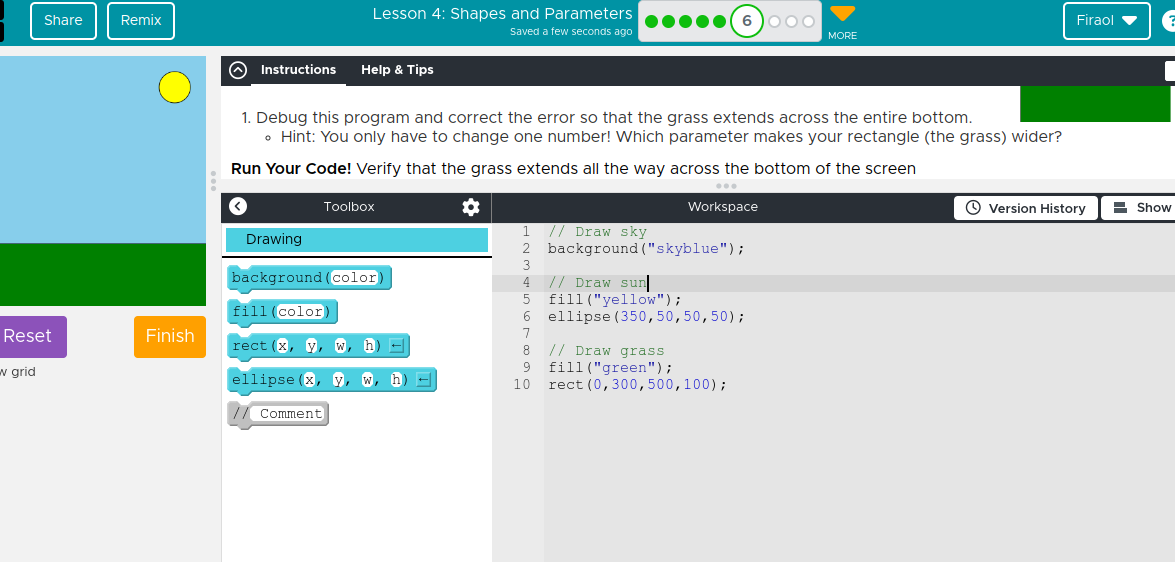 Share
Remix
Lesson 4: Shapes and Parameters
Saved a few seconds ago
6
MORE
Firaol
?
Instructions
Help & Tips
1. Debug this program and correct the error so that the grass extends across the entire bottom.
Hint: You only have to change one number! Which parameter makes your rectangle (the grass) wider?
Run Your Code! Verify that the grass extends all the way across the bottom of the screen
Toolbox
Workspace
Version History
Show
Drawing
background(color)
fill(color)
rect(x, y, w, h)
ellipse(x, y, w, h)
// Comment
1 // Draw sky
2 background("skyblue");
3
4 // Draw sun
5 fill("yellow");
6 ellipse(350,50,50,50);
7
8 // Draw grass
9 fill("green");
10 rect(0,300,500,100);
Reset
Finish
w grid